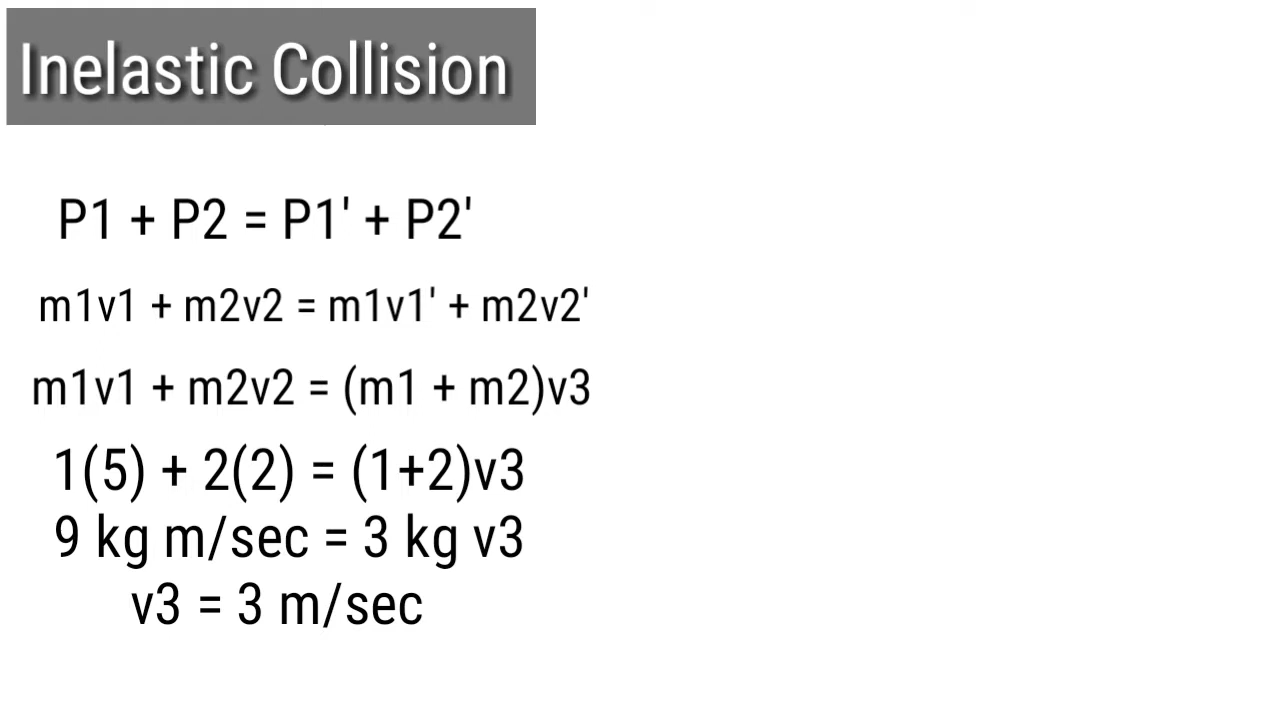 Inelastic Collision
P1 + P2 = P1' + P2'
m1v1 + m2v2 = m1v1' + m2v2'
m1v1 + m2v2 = (m1 + m2)v3
1(5) + 2(2) = (1+2)v3
9 kg m/sec = 3 kg v3
v3 = 3 m/sec